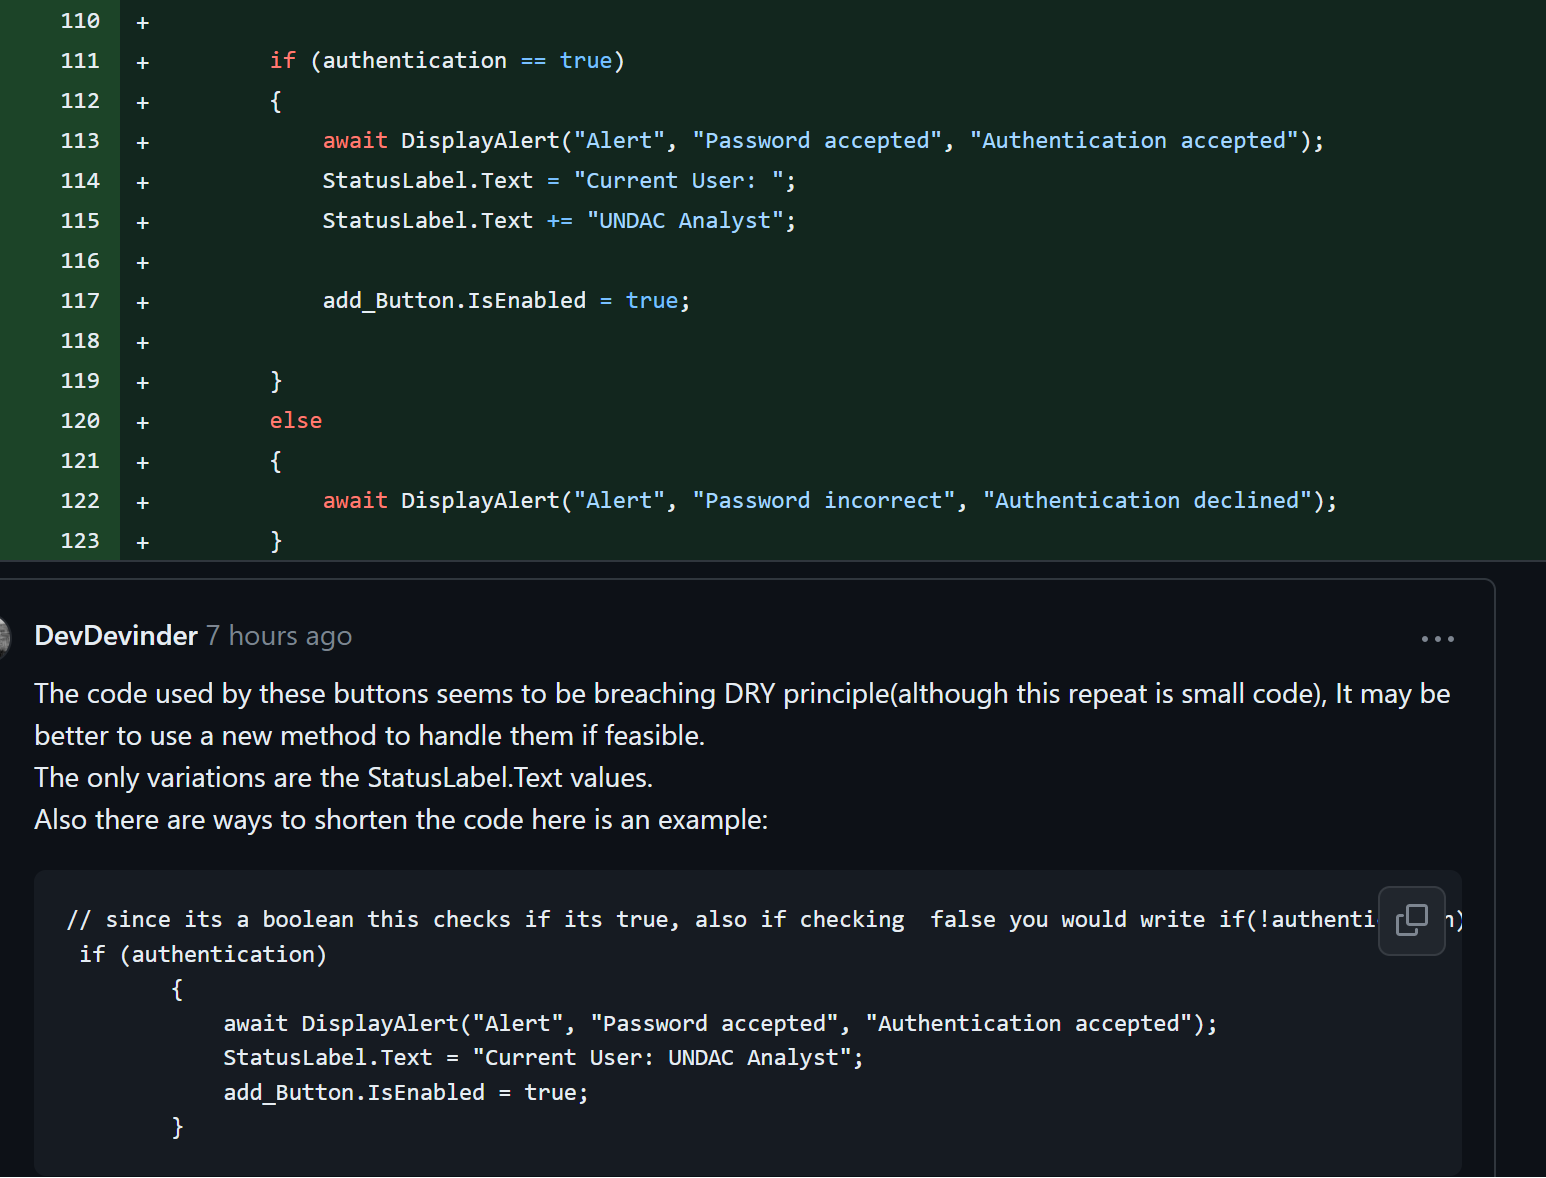 110 +
111 + if (authentication == true)
112 + {
113 + await DisplayAlert("Alert", "Password accepted", "Authentication accepted");
114 + StatusLabel.Text = "Current User: ";
115 + StatusLabel.Text += "UNDAC Analyst";
116 +
117 + add_Button.IsEnabled = true;
118 +
119 + }
120 + else
121 + {
122 + await DisplayAlert("Alert", "Password incorrect", "Authentication declined");
123 + }
DevDevinder 7 hours ago
The code used by these buttons seems to be breaching DRY principle(although this repeat is small code), It may be
better to use a new method to handle them if feasible.
The only variations are the StatusLabel.Text values.
Also there are ways to shorten the code here is an example:
// since its a boolean this checks if its true, also if checking  false you would write
if (authentication)
{
await DisplayAlert("Alert", "Password accepted", "Authentication accepted");
StatusLabel.Text = "Current User: UNDAC Analyst";
add_Button.IsEnabled = true;
}